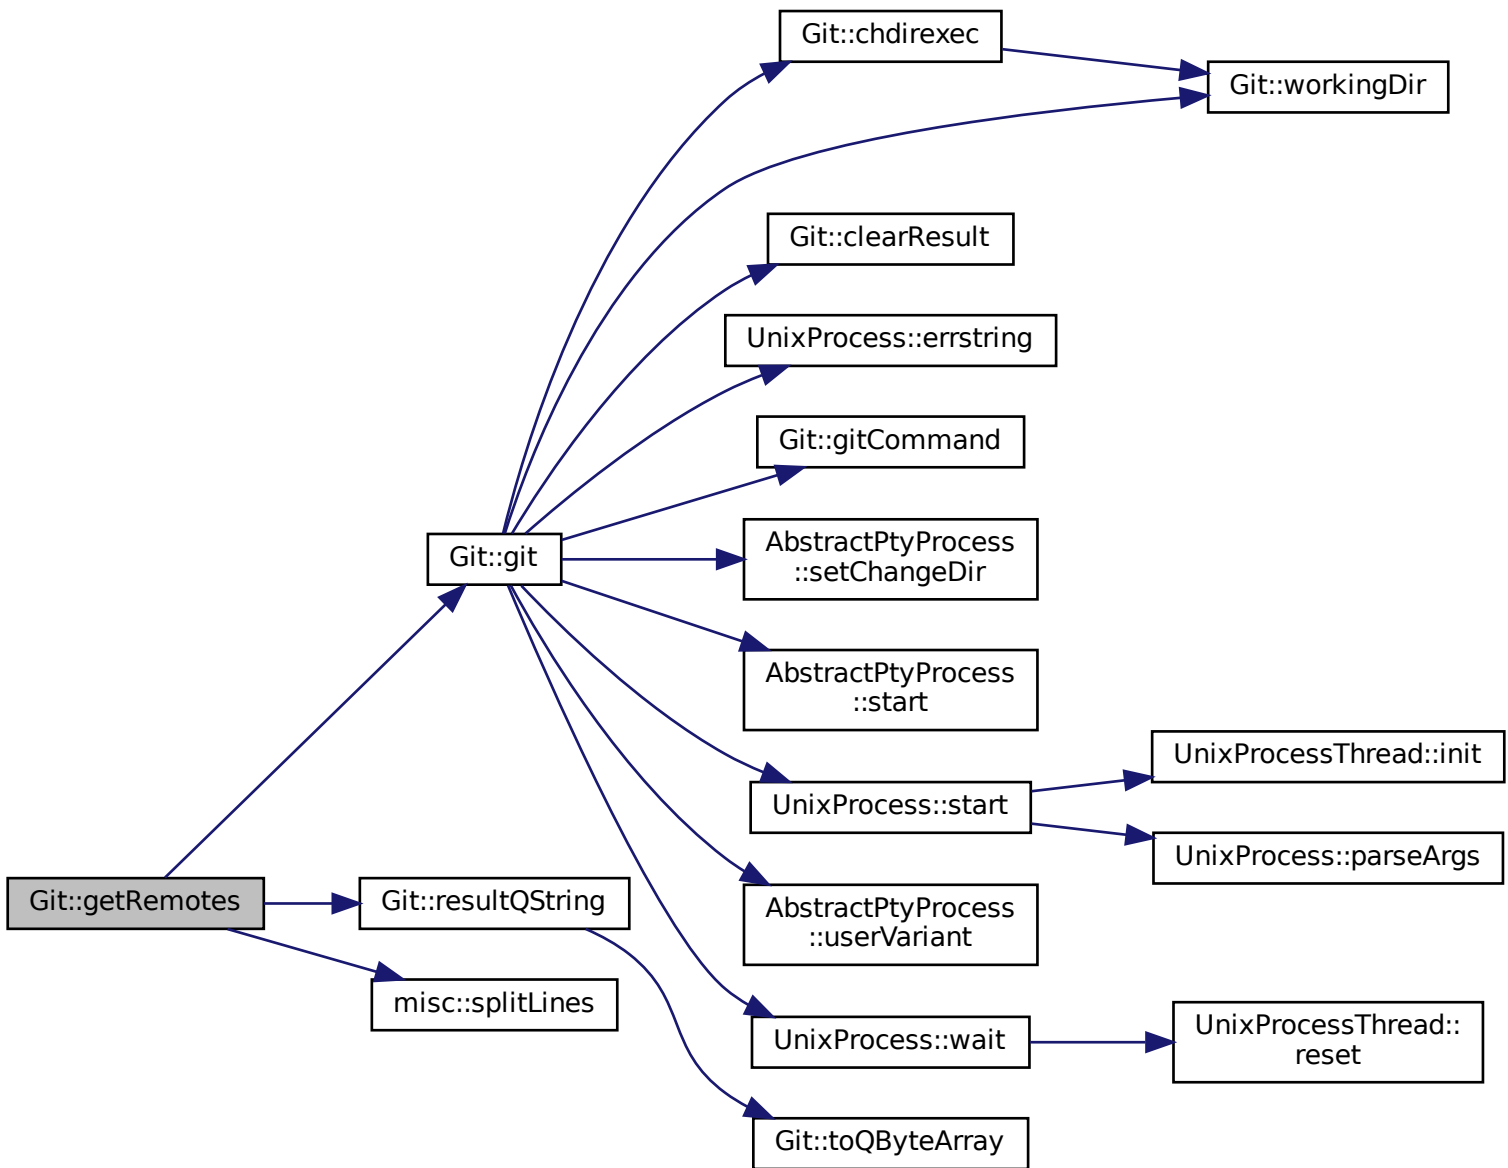 Git::chdirexec
Git::workingDir
Git::clearResult
UnixProcess::errstring
Git::gitCommand
Git::git
AbstractPtyProcess
::setChangeDir
AbstractPtyProcess
::start
UnixProcessThread::init
UnixProcess::start
UnixProcess::parseArgs
Git::getRemotes
Git::resultQString
AbstractPtyProcess
::userVariant
misc::splitLines
UnixProcess::wait
UnixProcessThread::
reset
Git::toQByteArray